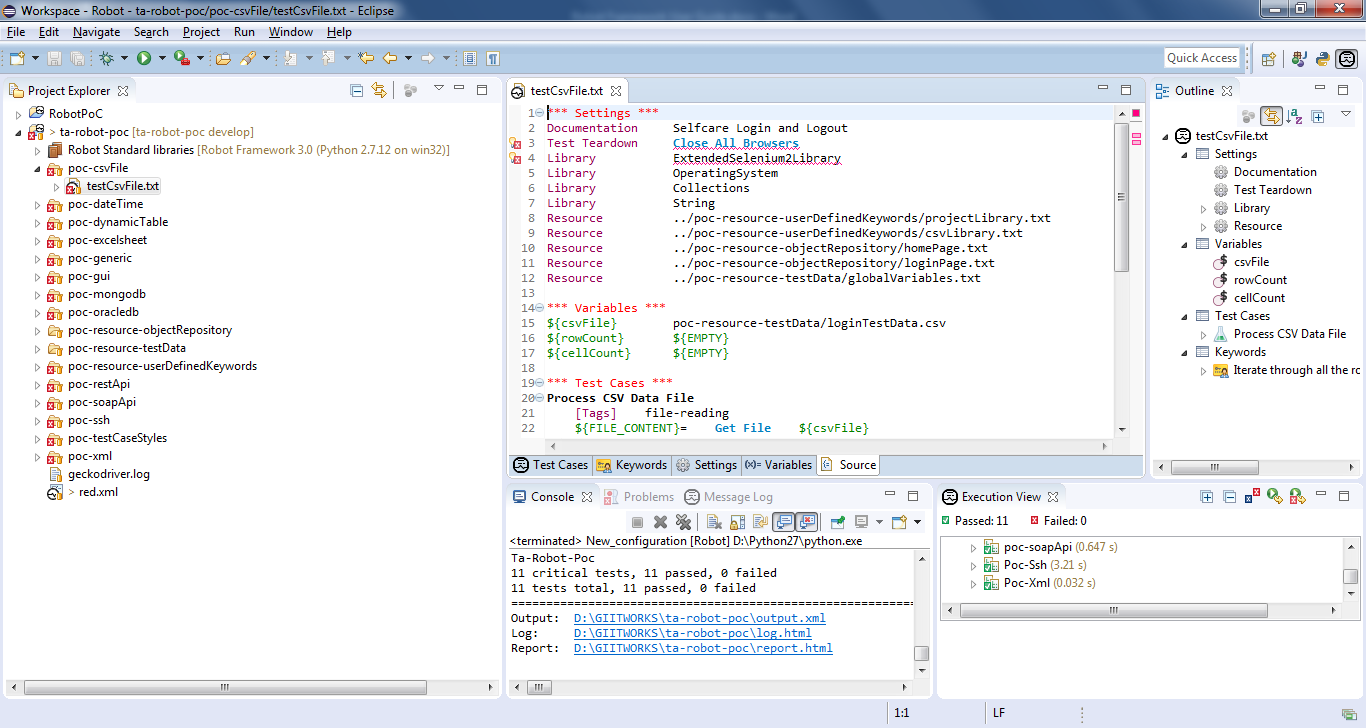 Workspace - Robot - ta-robot-poc/poc-csvFile/testCsvFile.txt - Eclipse
File Edit Navigate Search Project Run Window Help
Quick Access
Project Explorer
RobotPoC
> ta-robot-poc [ta-robot-poc develop]
Robot Standard libraries [Robot Framework 3.0 (Python 2.7.12 on win32)]
poc-csvFile
testCsvFile.txt
poc-dateTime
poc-dynamicTable
poc-excelsheet
poc-generic
poc-gui
poc-mongodb
poc-oracledb
poc-resource-objectRepository
poc-resource-testData
poc-resource-userDefinedKeywords
poc-restApi
poc-soapApi
poc-ssh
poc-testCaseStyles
poc-xml
geckodriver.log
> red.xml
testCsvFile.txt
1 *** Settings ***
2 Documentation Selfcare Login and Logout
3 Test Teardown Close All Browsers
4 Library ExtendedSelenium2Library
5 Library OperatingSystem
6 Library Collections
7 Library String
8 Resource ../poc-resource-userDefinedKeywords/projectLibrary.txt
9 Resource ../poc-resource-userDefinedKeywords/csvLibrary.txt
10 Resource ../poc-resource-objectRepository/homePage.txt
11 Resource ../poc-resource-objectRepository/loginPage.txt
12 Resource ../poc-resource-testData/globalVariables.txt
13
14 *** Variables ***
15 ${csvFile} poc-resource-testData/loginTestData.csv
16 ${rowCount} ${EMPTY}
17 ${cellCount} ${EMPTY}
18
19 *** Test Cases ***
20 Process CSV Data File
21 [Tags] file-reading
22 ${FILE_CONTENT}= Get File ${csvFile}
Test Cases Keywords Settings (x)= Variables Source
Outline
testCsvFile.txt
Settings
Documentation
Test Teardown
Library
Resource
Variables
csvFile
rowCount
cellCount
Test Cases
Process CSV Data File
Keywords
Iterate through all the ro
Console Problems Message Log
<terminated> New_configuration [Robot] D:\Python27\python.exe
Ta-Robot-Poc
11 critical tests, 11 passed, 0 failed
11 tests total, 11 passed, 0 failed
==========================================================
Output: D:\GIITWORKS\ta-robot-poc\output.xml
Log: D:\GIITWORKS\ta-robot-poc\log.html
Report: D:\GIITWORKS\ta-robot-poc\report.html
Execution View
Passed: 11 Failed: 0
poc-soapApi (0.647 s)
Poc-Ssh (3.21 s)
Poc-Xml (0.032 s)
1:1 LF